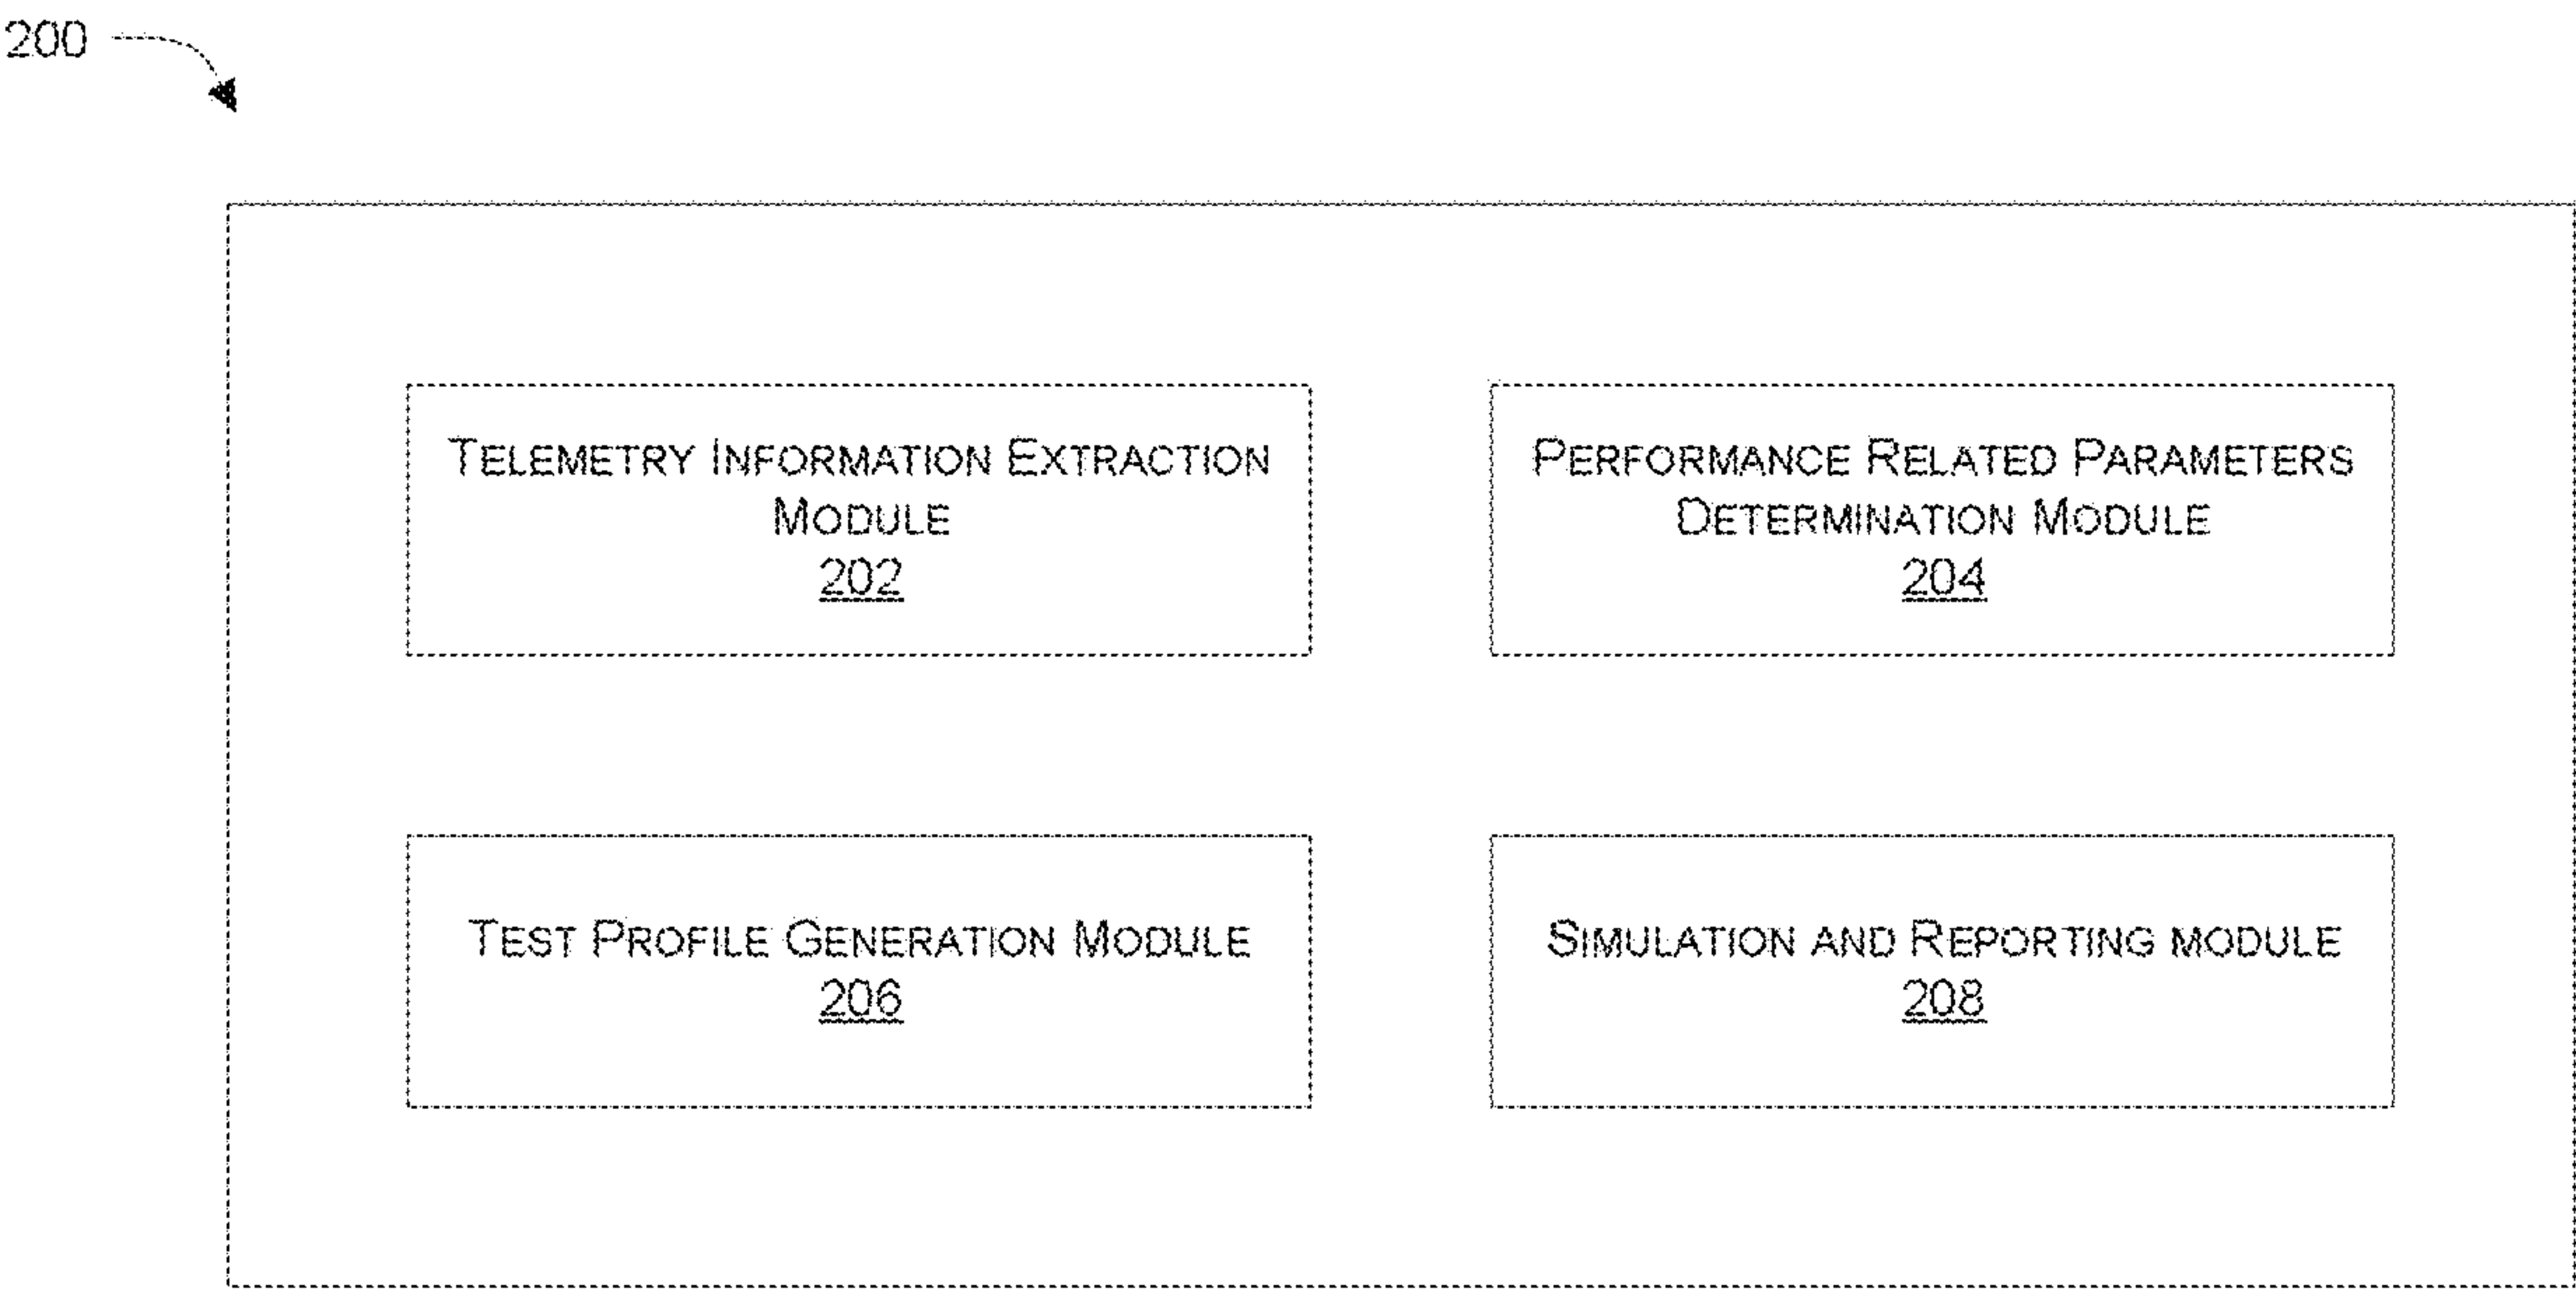 200
TELEMETRY INFORMATION EXTRACTION
MODULE
202
PERFORMANCE RELATED PARAMETERS
DETERMINATION MODULE
204
TEST PROFILE GENERATION MODULE
206
SIMULATION AND REPORTING MODULE
208